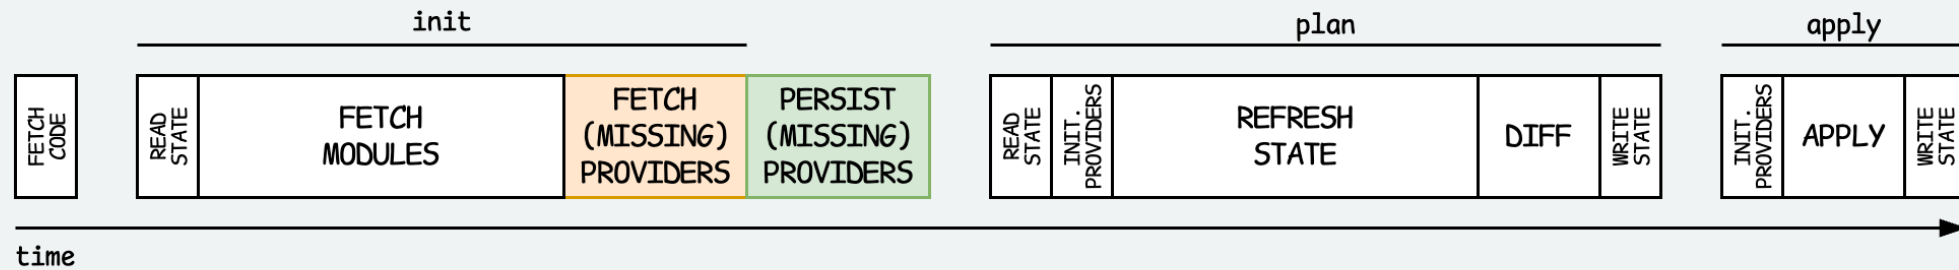 init
plan
apply
FETCH
CODE
READ
STATE
FETCH
MODULES
FETCH
(MISSING)
PROVIDERS
PERSIST
(MISSING)
PROVIDERS
READ
STATE
INIT.
PROVIDERS
REFRESH
STATE
DIFF
WRITE
STATE
INIT.
PROVIDERS
APPLY
WRITE
STATE
time